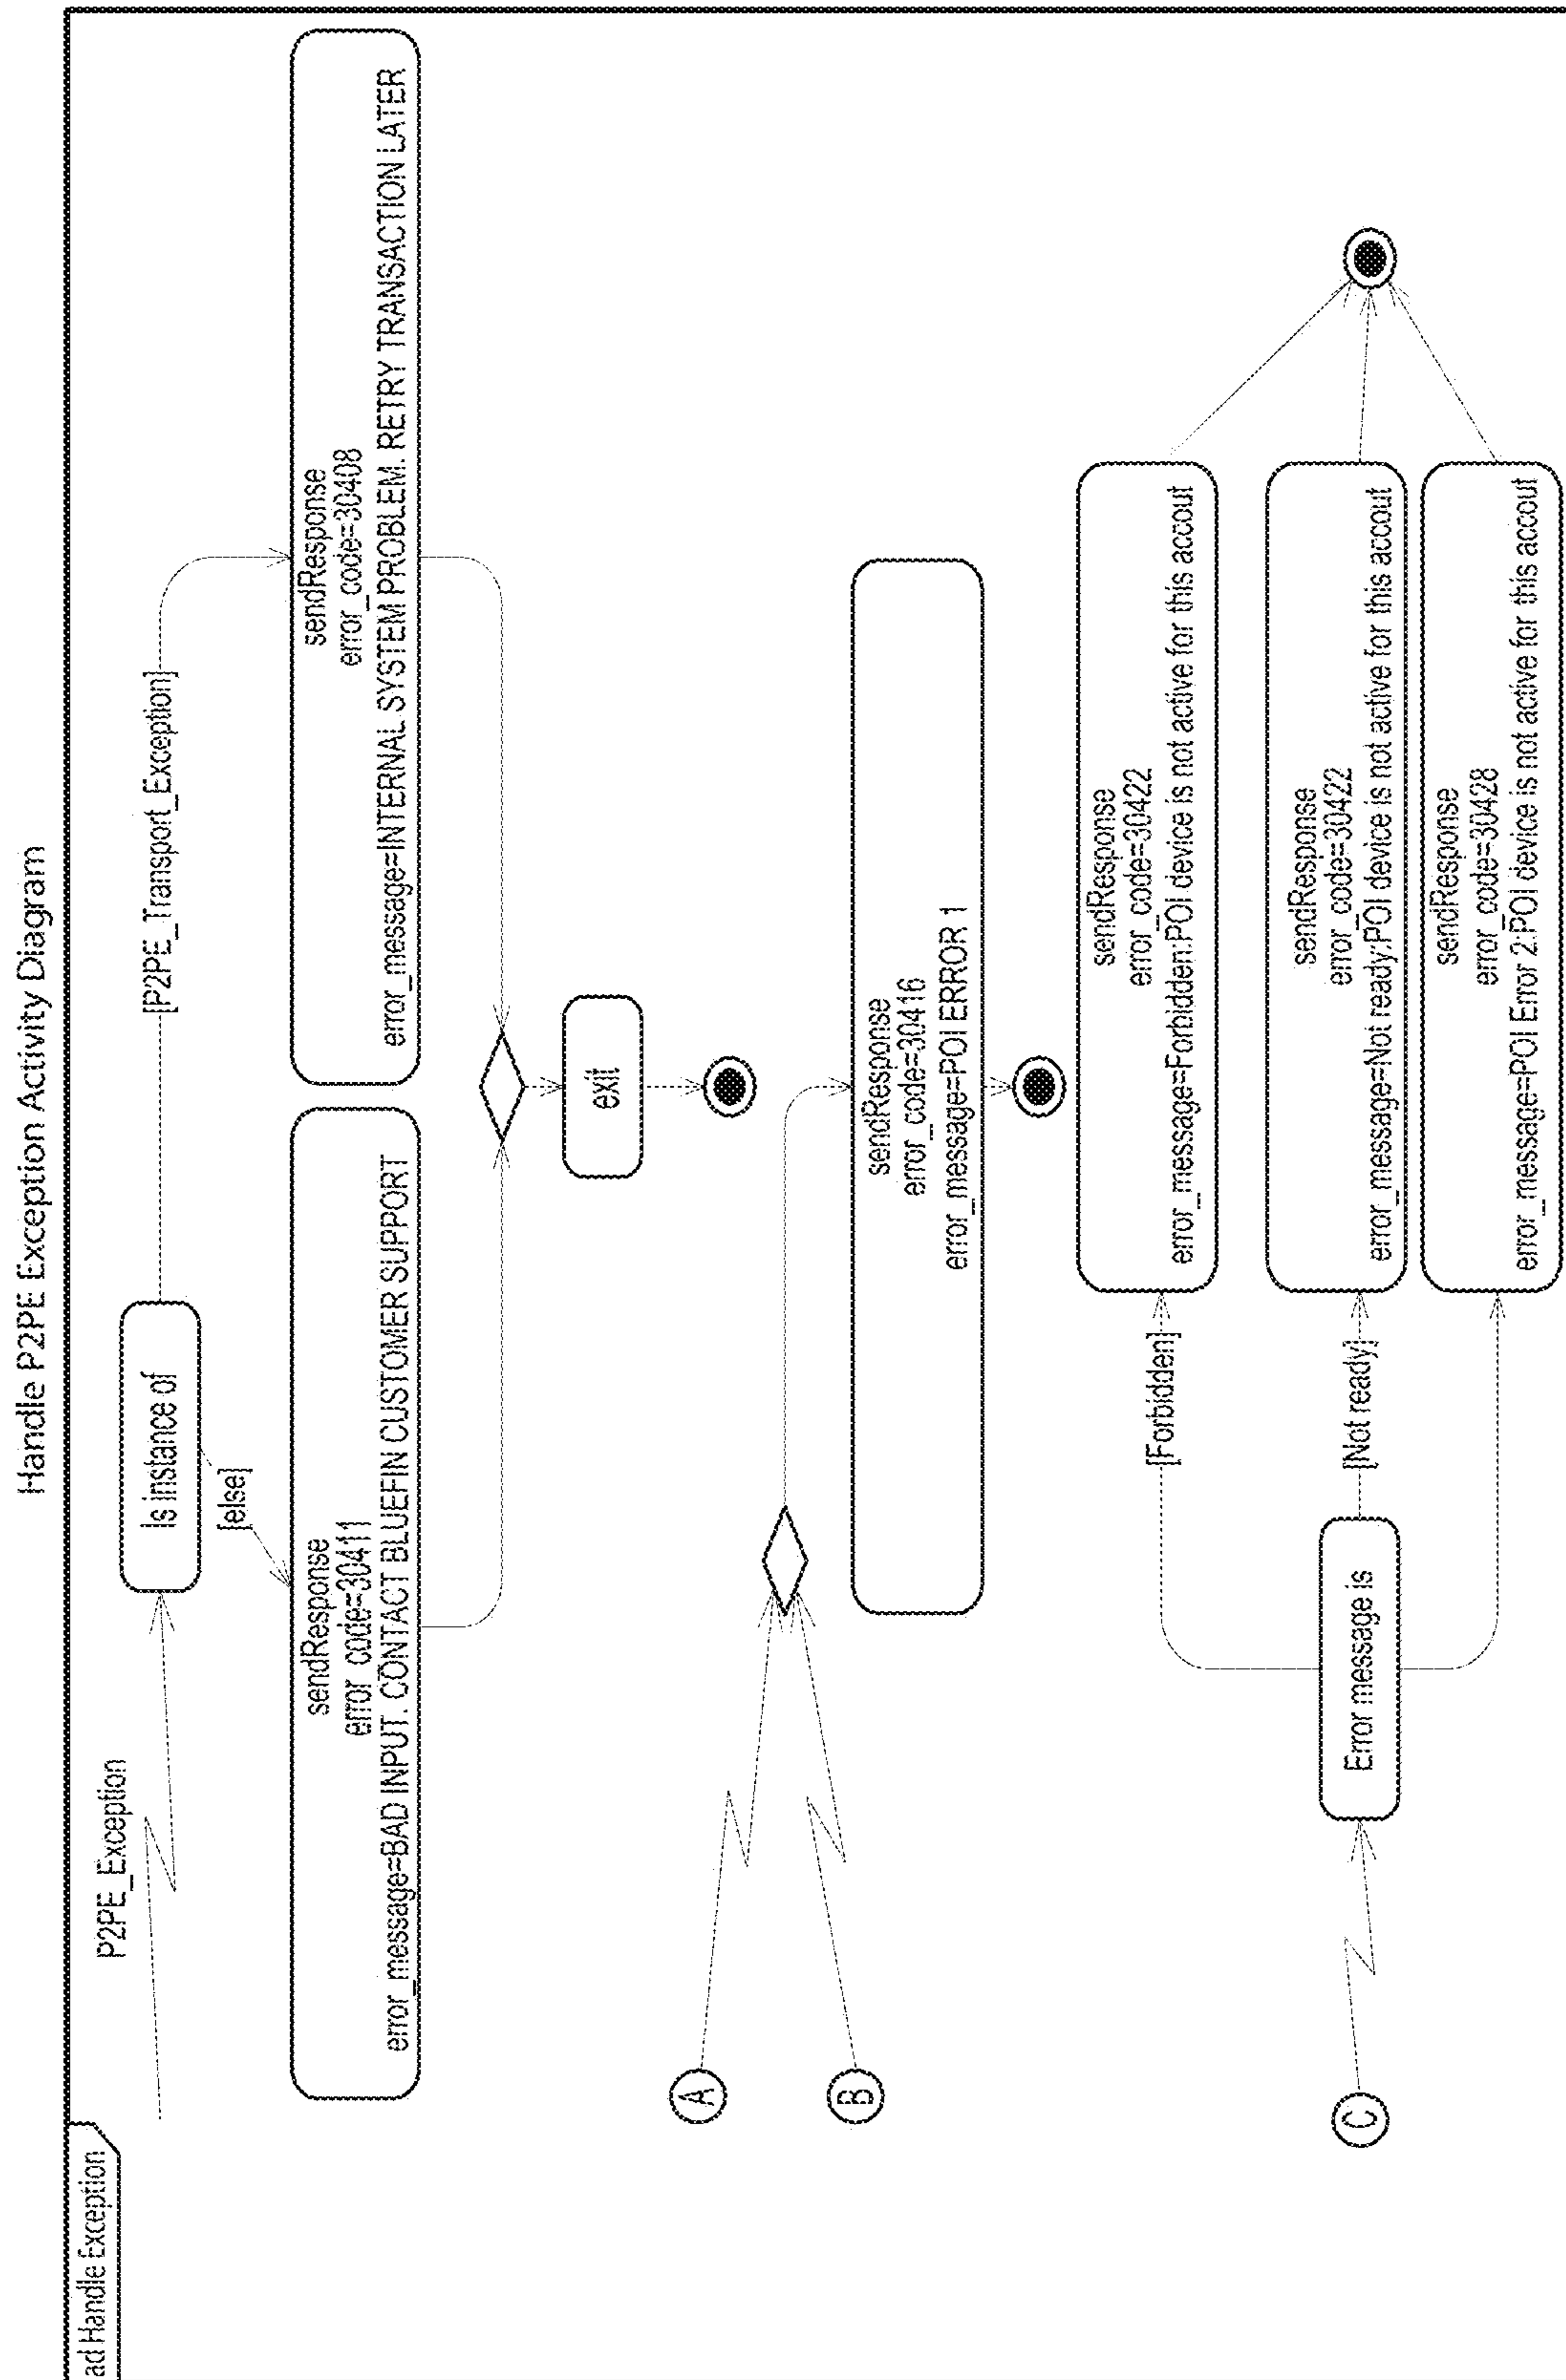 Handle P2PE Exception Activity Diagram
ad Handle Exception
P2PE_Exception
Is instance of
[P2PE_Transport_Exception]
[else]
sendResponse
error_code=30411
error_message=BAD INPUT. CONTACT BLUEFIN CUSTOMER SUPPORT
sendResponse
error_code=30408
error_message=INTERNAL SYSTEM PROBLEM. RETRY TRANSACTION LATER
exit
A
B
sendResponse
error_code=30416
error_message=POI ERROR 1
C
Error message is
[Forbidden]
sendResponse
error_code=30422
error_message=Forbidden:POI device is not active for this accout
[Not ready]
sendResponse
error_code=30422
error_message=Not ready:POI device is not active for this accout
sendResponse
error_code=30428
error_message=POI Error 2:POI device is not active for this accout